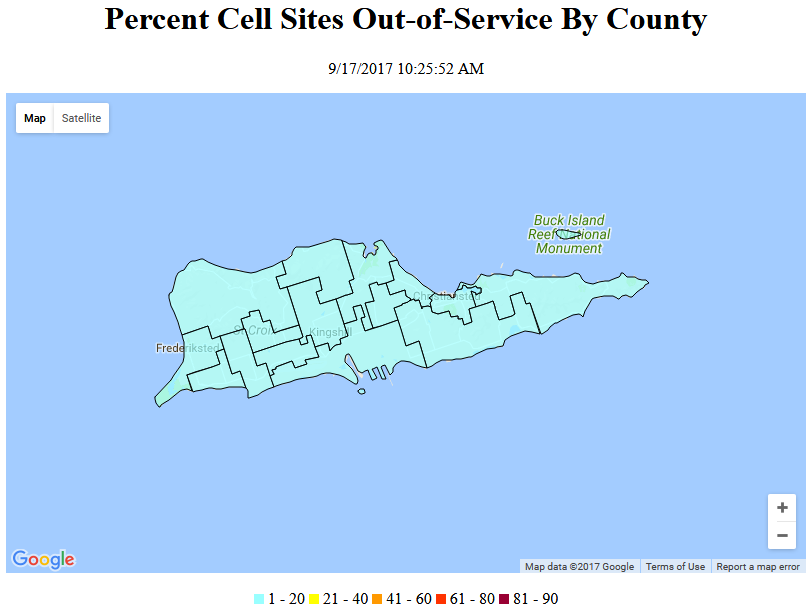 Percent Cell Sites Out-of-Service By County
9/17/2017 10:25:52 AM
Map Satellite
Buck Island
Reef National
Monument
Christiansted
St Croix
Kingshill
Frederiksted
Google
Map data ©2017 Google Terms of Use Report a map error
1 - 20 21 - 40 41 - 60 61 - 80 81 - 90